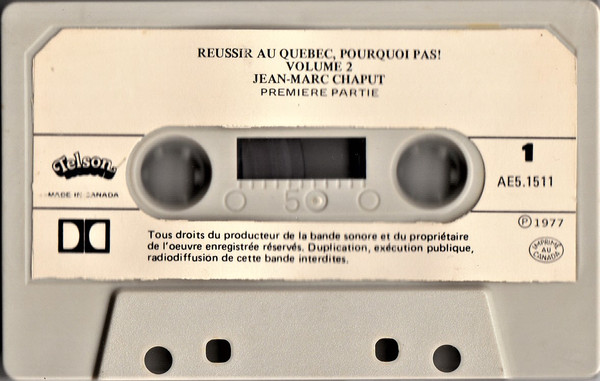 REUSSIR AU QUEBEC, POURQUOI PAS!
VOLUME 2
JEAN-MARC CHAPUT
PREMIERE PARTIE
Telson
MADE IN CANADA
1
AE5.1511
50
Ⓟ1977
IMPRIMÉ
AU
CANADA
Tous droits du producteur de la bande sonore et du propriétaire
de l'oeuvre enregistrée réservés. Duplication, exécution publique,
radiodiffusion de cette bande interdites.